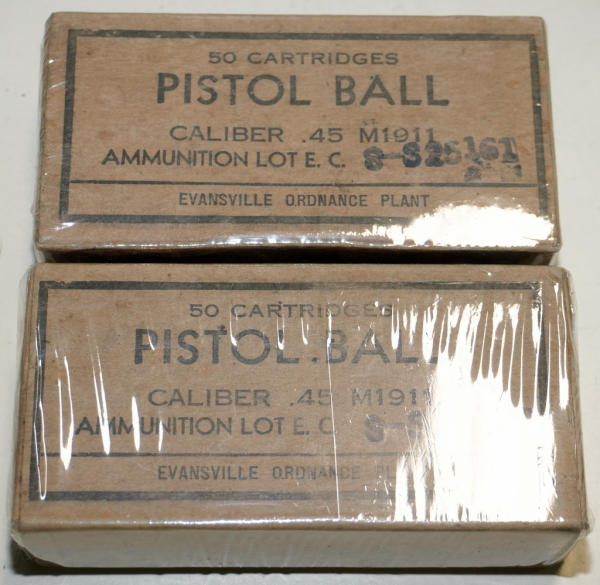 50 CARTRIDGES
PISTOL BALL
CALIBER .45 M1911
AMMUNITION LOT E. C. S-S25161
EVANSVILLE ORDNANCE PLANT
50 CARTRIDGES
PISTOL BALL
CALIBER .45 M1911
AMMUNITION LOT E. C.
EVANSVILLE ORDNANCE